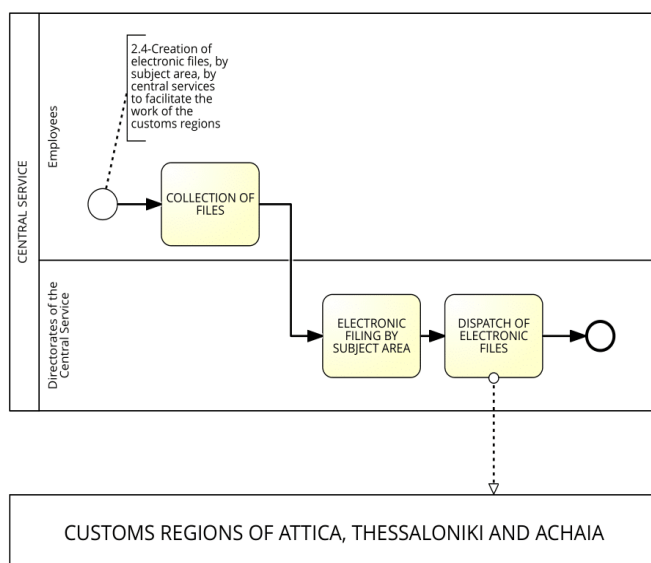 CENTRAL SERVICE
Employees
2.4-Creation of
electronic files, by
subject area, by
central services
to facilitate the
work of the
customs regions
COLLECTION OF
FILES
Directorates of the
Central Service
ELECTRONIC
FILING BY
SUBJECT AREA
DISPATCH OF
ELECTRONIC
FILES
CUSTOMS REGIONS OF ATTICA, THESSALONIKI AND ACHAIA